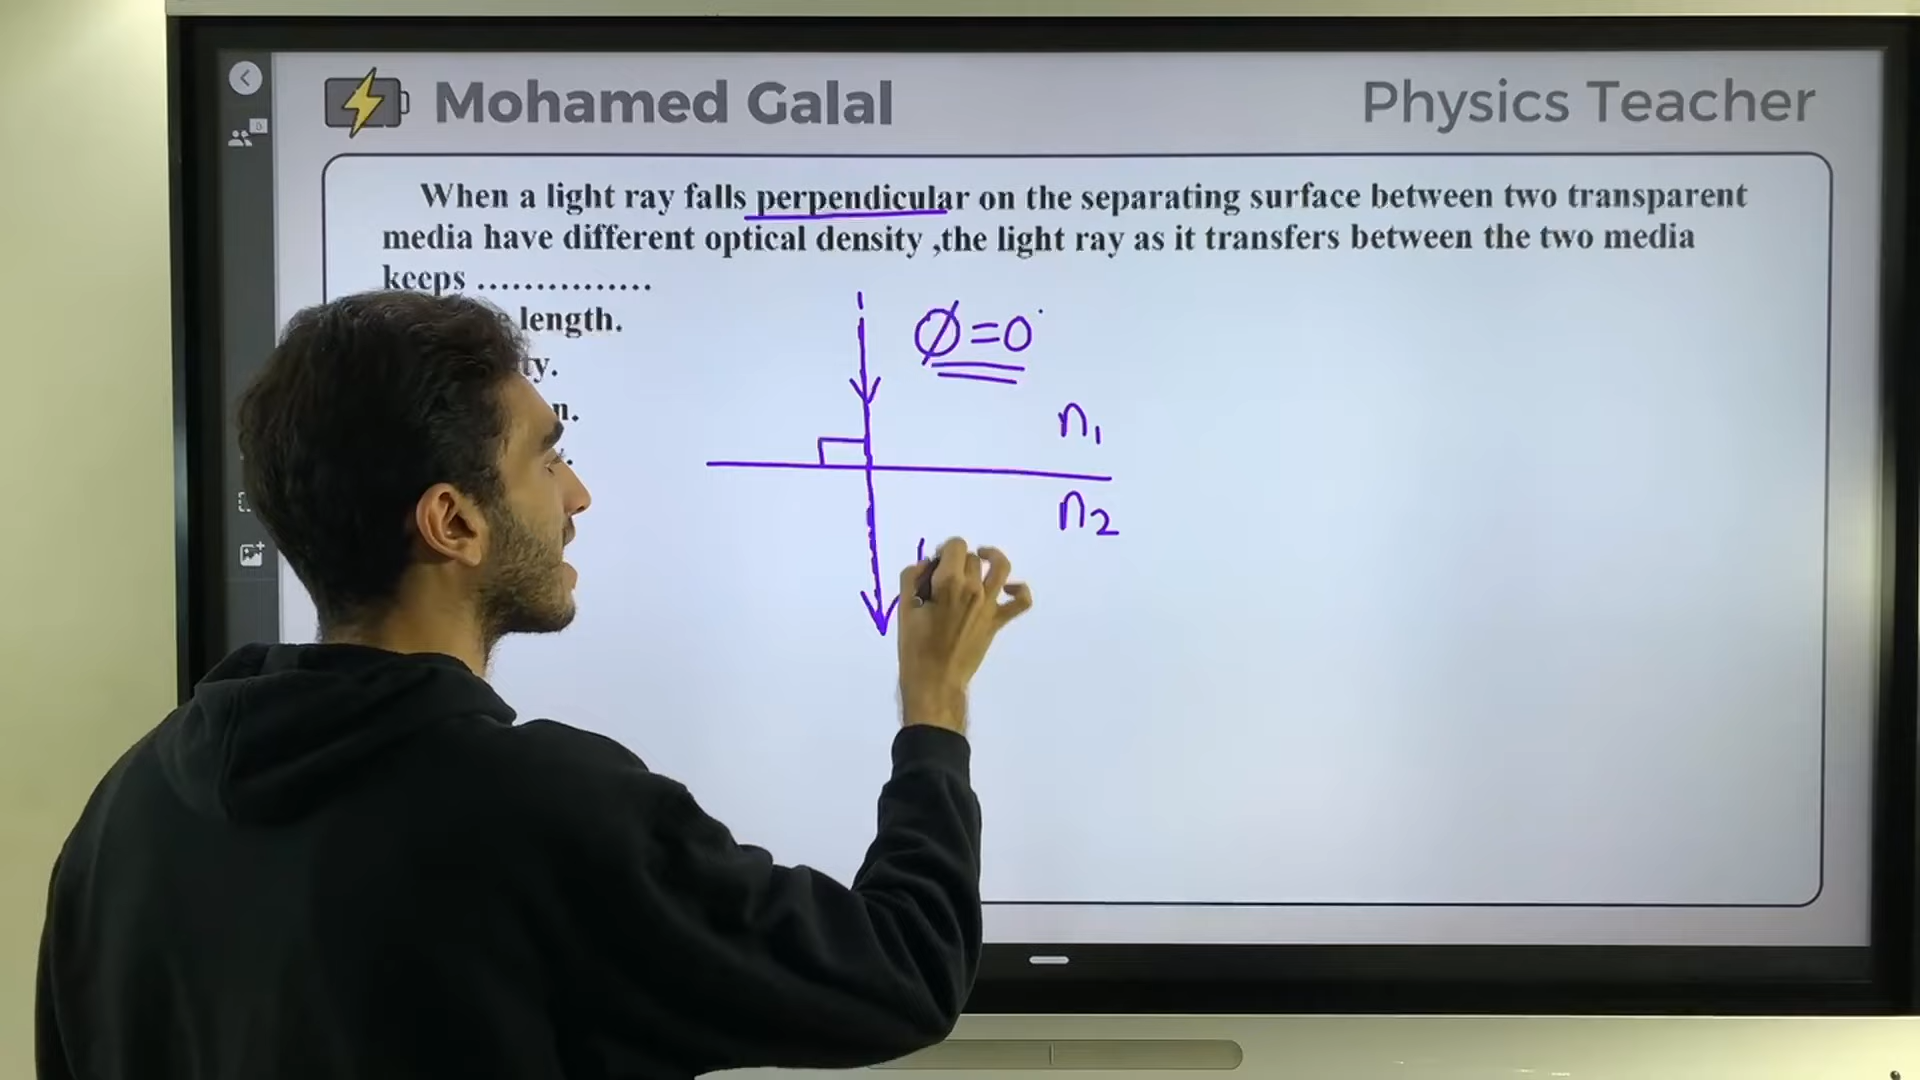 Mohamed Galal
Physics Teacher
When a light ray falls perpendicular on the separating surface between two transparent
media have different optical density ,the light ray as it transfers between the two media
keeps ...............
length.
ty.
n.
Ø=0°
n₁
n₂